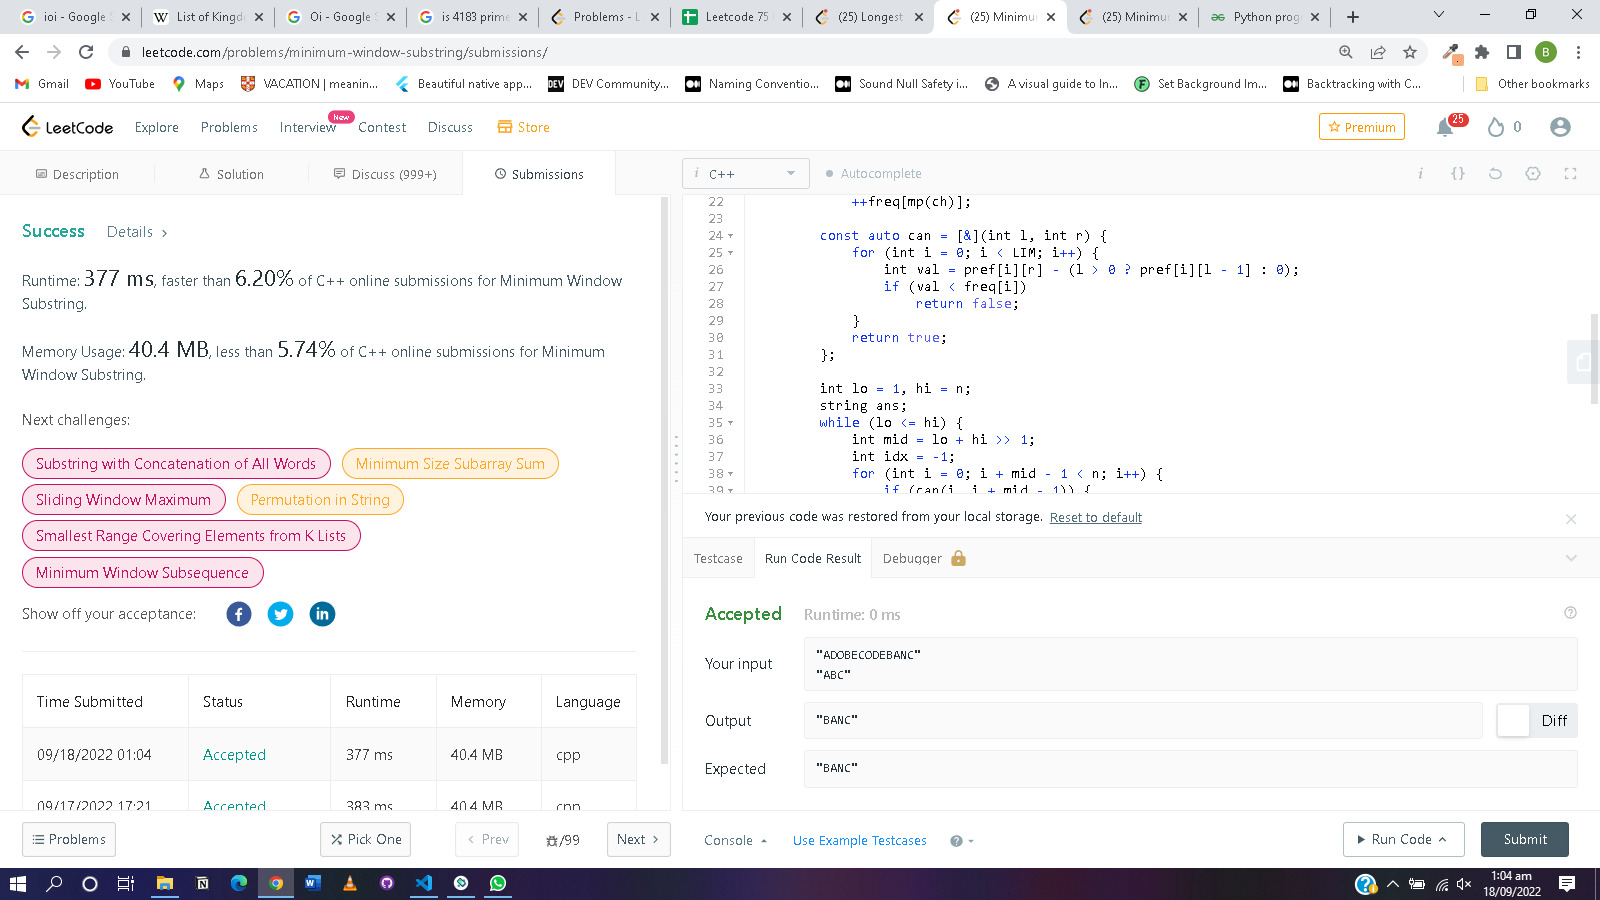 ioi - Google S
List of Kingd
Oi - Google S
is 4183 prime
Problems - L
Leetcode 75
(25) Longest
(25) Minimu
(25) Minimu
Python prog
leetcode.com/problems/minimum-window-substring/submissions/
B
Gmail
YouTube
Maps
VACATION | meanin...
Beautiful native app...
DEV Community...
Naming Conventio...
Sound Null Safety i...
A visual guide to In...
Set Background Im...
Backtracking with C...
Other bookmarks
LeetCode
Explore
Problems
Interview
New
Contest
Discuss
Store
Premium
25
0
Description
Solution
Discuss (999+)
Submissions
i C++
Autocomplete
Success
Details
Runtime: 377 ms, faster than 6.20% of C++ online submissions for Minimum Window
Substring.
Memory Usage: 40.4 MB, less than 5.74% of C++ online submissions for Minimum
Window Substring.
Next challenges:
Substring with Concatenation of All Words
Minimum Size Subarray Sum
Sliding Window Maximum
Permutation in String
Smallest Range Covering Elements from K Lists
Minimum Window Subsequence
Show off your acceptance:
Time Submitted Status Runtime Memory Language
09/18/2022 01:04 Accepted 377 ms 40.4 MB cpp
09/17/2022 17:21 Accepted 383 ms 40.4 MB cpp
Problems
Pick One
Prev
/99
Next
22 ++freq[mp(ch)];
23
24 const auto can = [&](int l, int r) {
25 for (int i = 0; i < LIM; i++) {
26 int val = pref[i][r] - (l > 0 ? pref[i][l - 1] : 0);
27 if (val < freq[i])
28 return false;
29 }
30 return true;
31 };
32
33 int lo = 1, hi = n;
34 string ans;
35 while (lo <= hi) {
36 int mid = lo + hi >> 1;
37 int idx = -1;
38 for (int i = 0; i + mid - 1 < n; i++) {
39 if (can(i, i + mid - 1)) {
Your previous code was restored from your local storage. Reset to default
Testcase
Run Code Result
Debugger
Accepted
Runtime: 0 ms
Your input
"ADOBECODEBANC"
"ABC"
Output
"BANC"
Diff
Expected
"BANC"
Console
Use Example Testcases
Run Code
Submit
1:04 am
18/09/2022